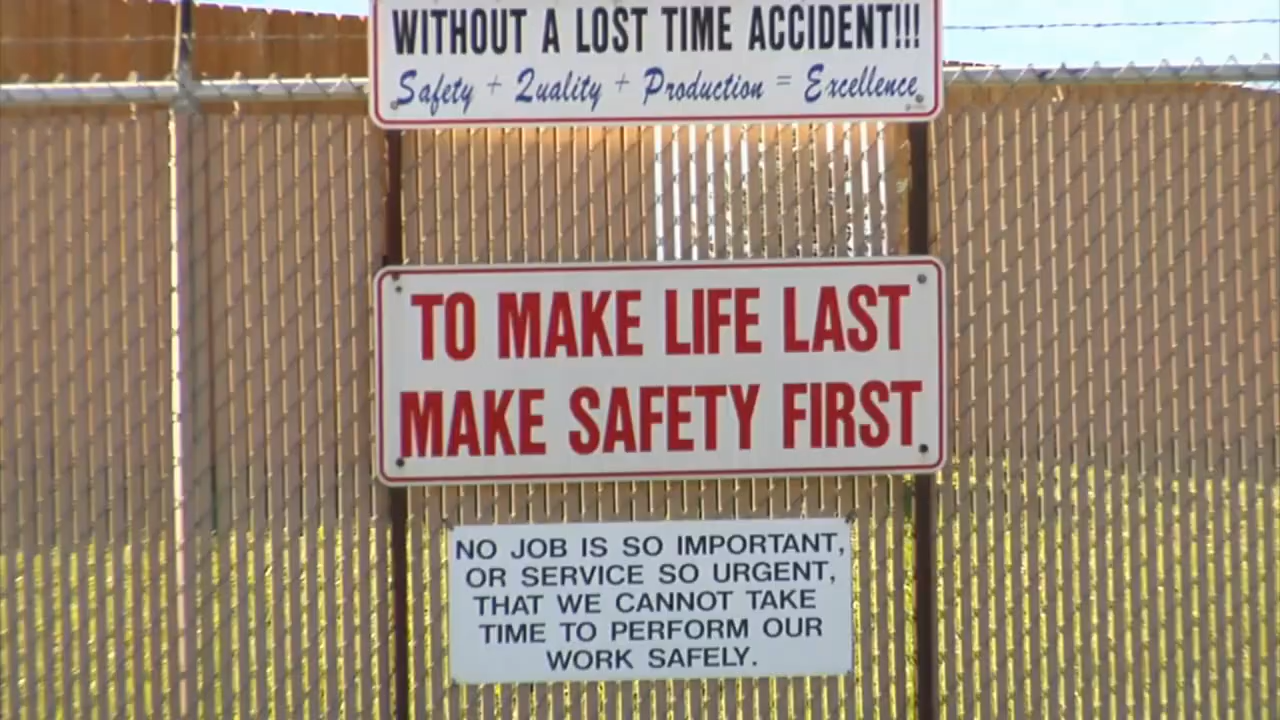 WITHOUT A LOST TIME ACCIDENT!!!
Safety + Quality + Production = Excellence
TO MAKE LIFE LAST
MAKE SAFETY FIRST
NO JOB IS SO IMPORTANT,
OR SERVICE SO URGENT,
THAT WE CANNOT TAKE
TIME TO PERFORM OUR
WORK SAFELY.